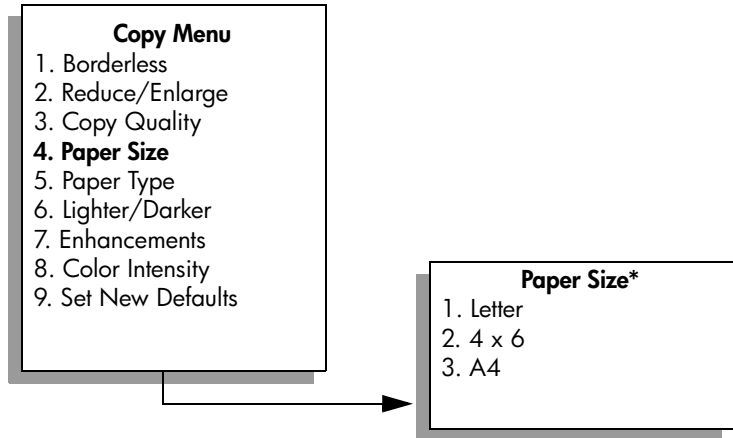 Copy Menu
1. Borderless
2. Reduce/Enlarge
3. Copy Quality
4. Paper Size
5. Paper Type
6. Lighter/Darker
7. Enhancements
8. Color Intensity
9. Set New Defaults
Paper Size*
1. Letter
2. 4 x 6
3. A4